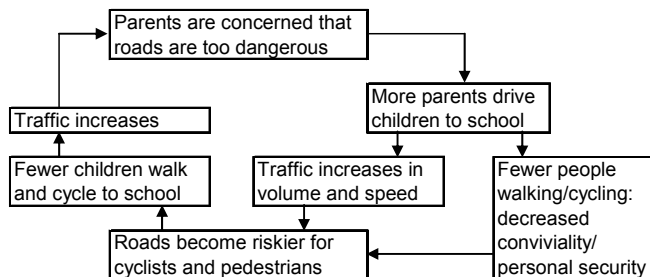 Parents are concerned that
roads are too dangerous
More parents drive
children to school
Traffic increases
Fewer children walk
and cycle to school
Traffic increases in
volume and speed
Fewer people
walking/cycling:
decreased
conviviality/
personal security
Roads become riskier for
cyclists and pedestrians